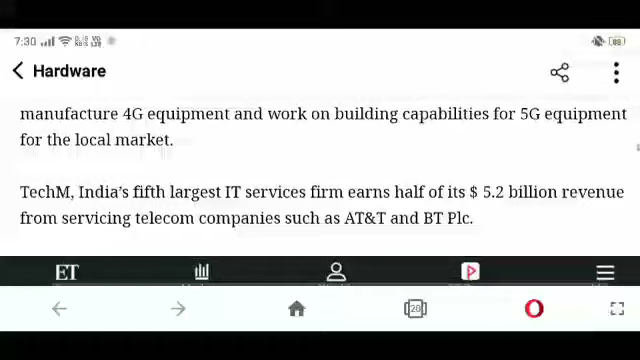 7:30
88
Hardware
manufacture 4G equipment and work on building capabilities for 5G equipment
for the local market.
TechM, India's fifth largest IT services firm earns half of its $ 5.2 billion revenue
from servicing telecom companies such as AT&T and BT Plc.
ET
20